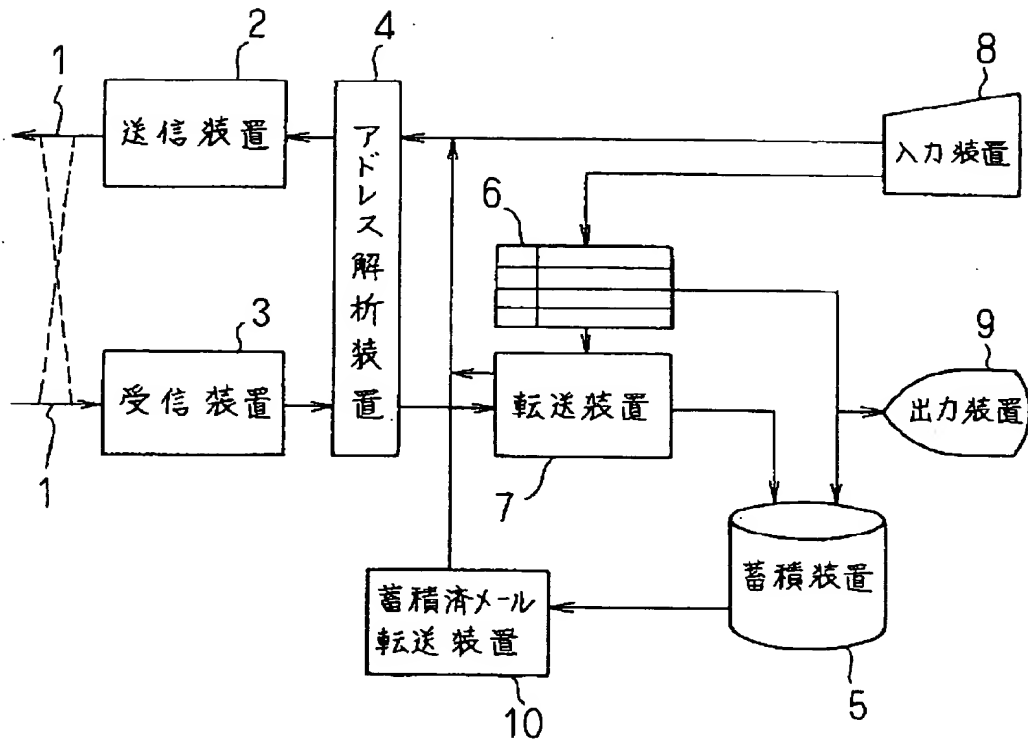 1
2
送信装置
4
アドレス解析装置
8
入力装置
6
3
受信装置
1
転送装置
7
9
出力装置
蓄積装置
5
蓄積済メール
転送装置
10